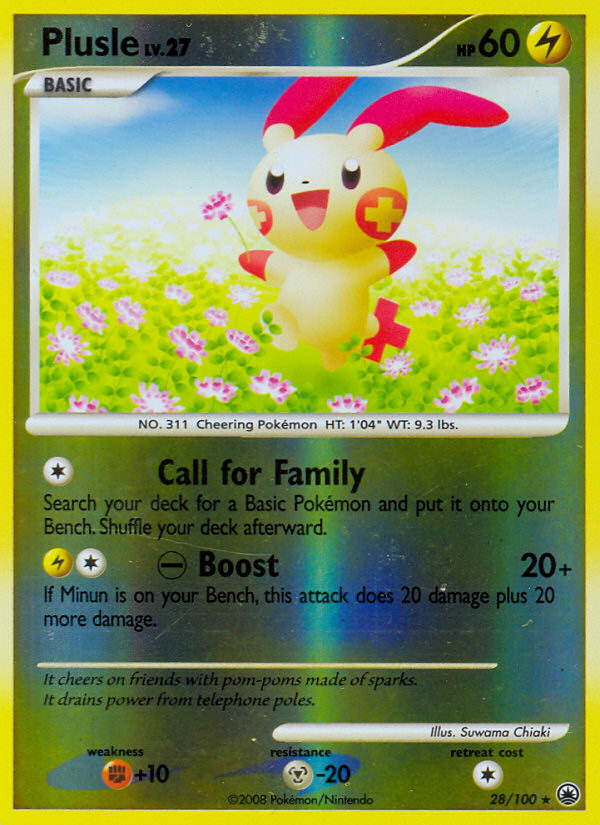 Plusle LV.27 HP 60
BASIC
NO. 311 Cheering Pokémon HT: 1'04" WT: 9.3 lbs.
Call for Family
Search your deck for a Basic Pokémon and put it onto your
Bench. Shuffle your deck afterward.
⊖ Boost 20+
If Minun is on your Bench, this attack does 20 damage plus 20
more damage.
It cheers on friends with pom-poms made of sparks.
It drains power from telephone poles.
Illus. Suwama Chiaki
weakness resistance retreat cost
+10 -20
©2008 Pokémon/Nintendo 28/100 ★